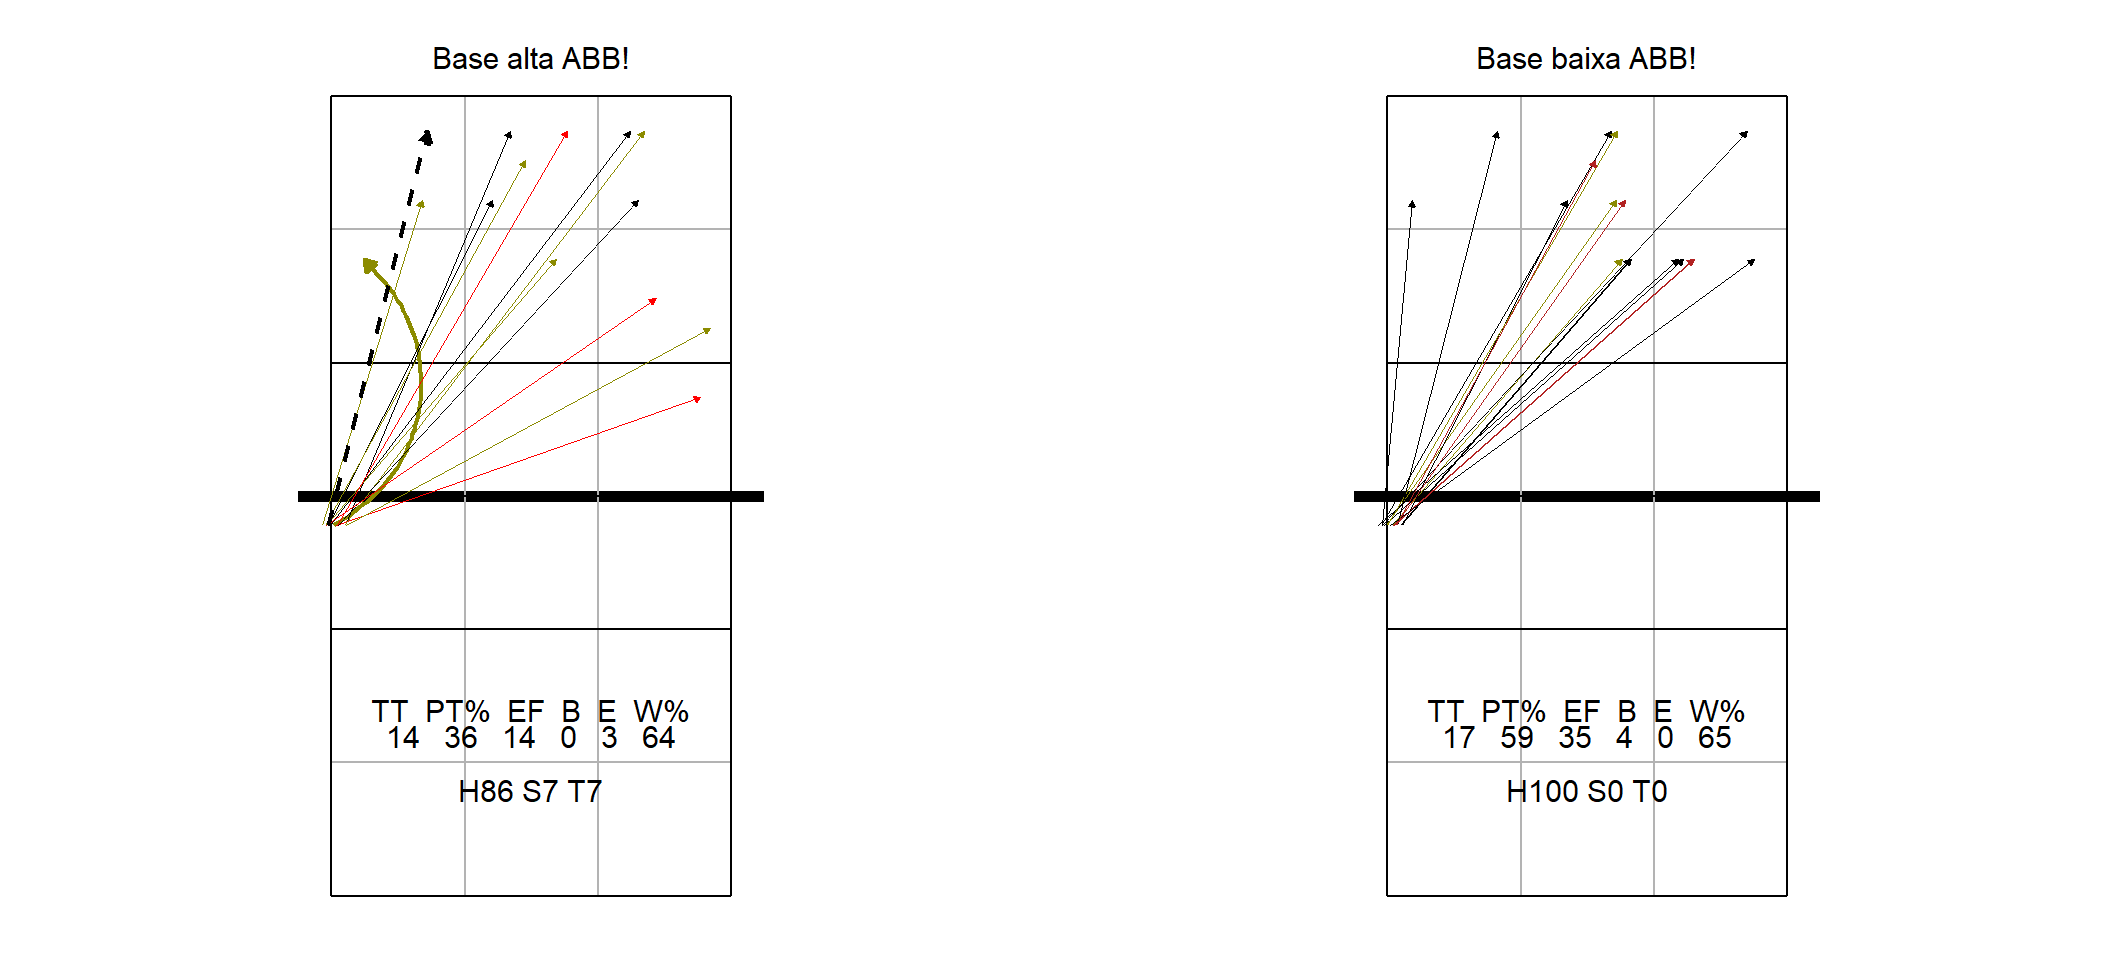 Base alta ABB!
TT PT% EF B E W%
14 36 14 0 3 64
H86 S7 T7
Base baixa ABB!
TT PT% EF B E W%
17 59 35 4 0 65
H100 S0 T0